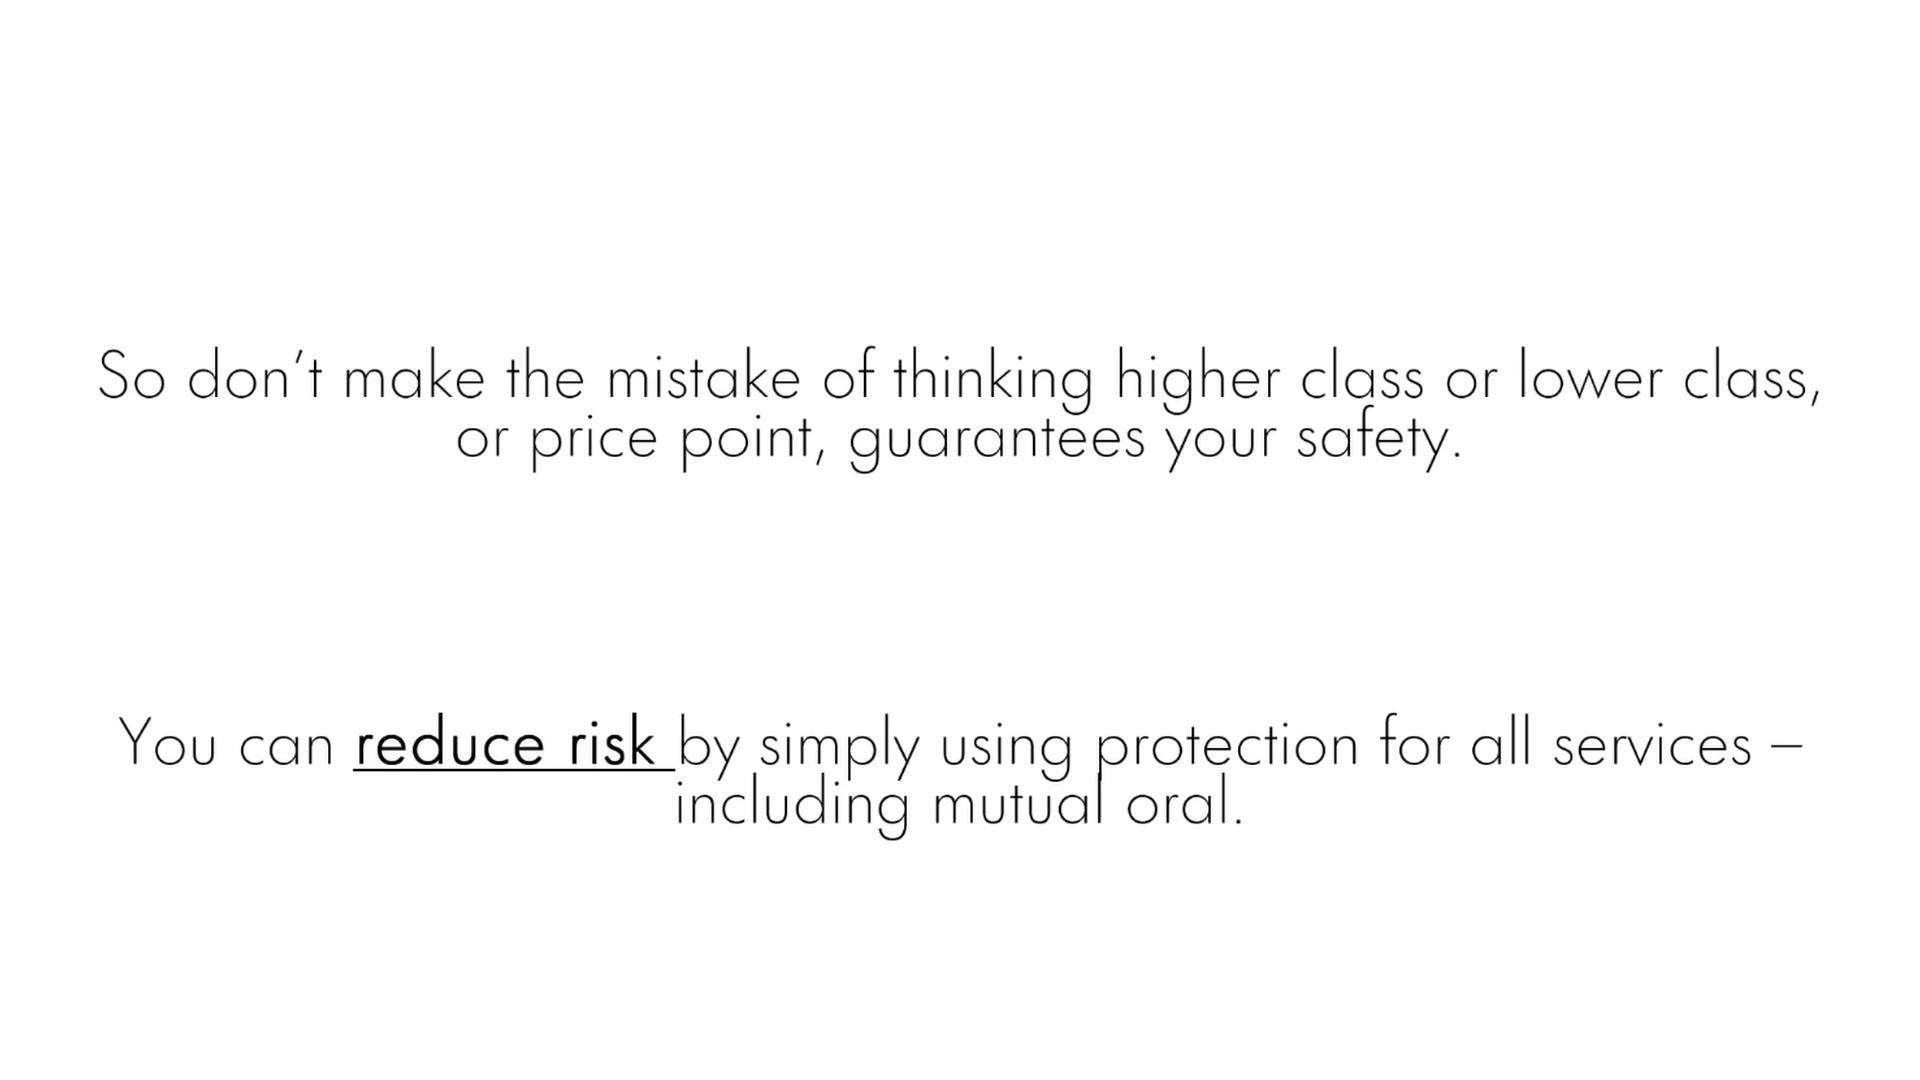 So don’t make the mistake of thinking higher class or lower class,
or price point, guarantees your safety.
You can reduce risk by simply using protection for all services –
including mutual oral.